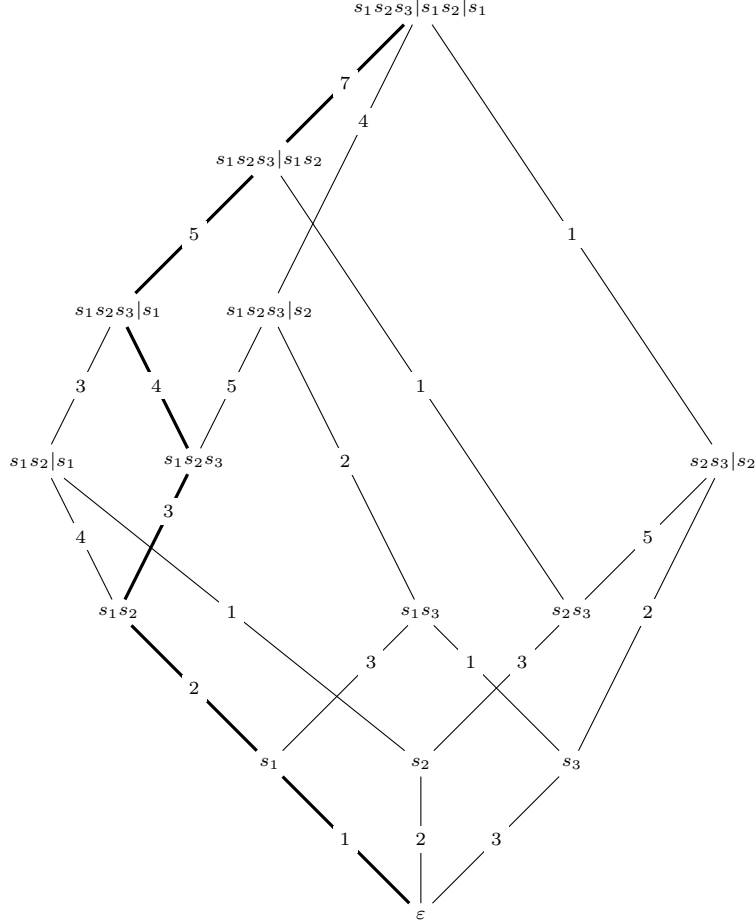 s₁s₂s₃|s₁s₂|s₁
7
4
s₁s₂s₃|s₁s₂
5
1
s₁s₂s₃|s₁ s₁s₂s₃|s₂
3 4 5 1
s₁s₂|s₁ s₁s₂s₃ 2 s₂s₃|s₂
3
4 5
s₁s₂ 1 s₁s₃ s₂s₃ 2
3 1 3
2
s₁ s₂ s₃
1 2 3
ε